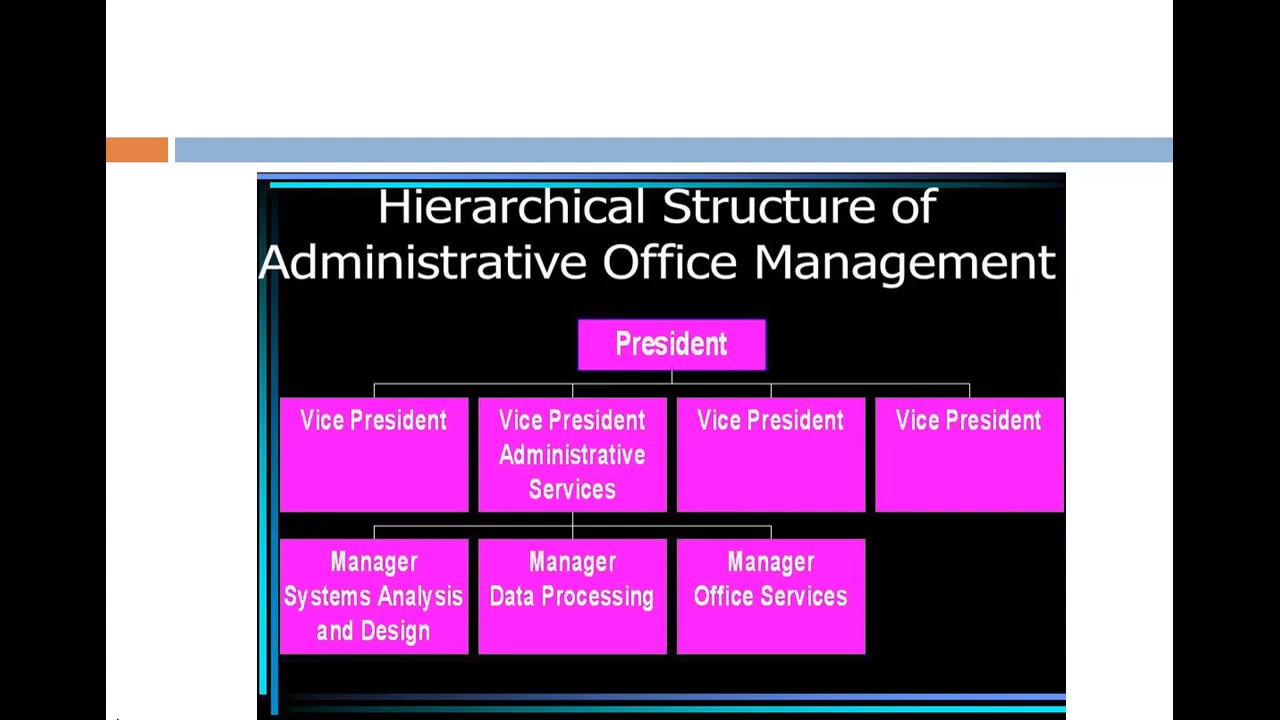 Hierarchical Structure of
Administrative Office Management
President
Vice President
Vice President
Administrative
Services
Vice President
Vice President
Manager
Systems Analysis
and Design
Manager
Data Processing
Manager
Office Services